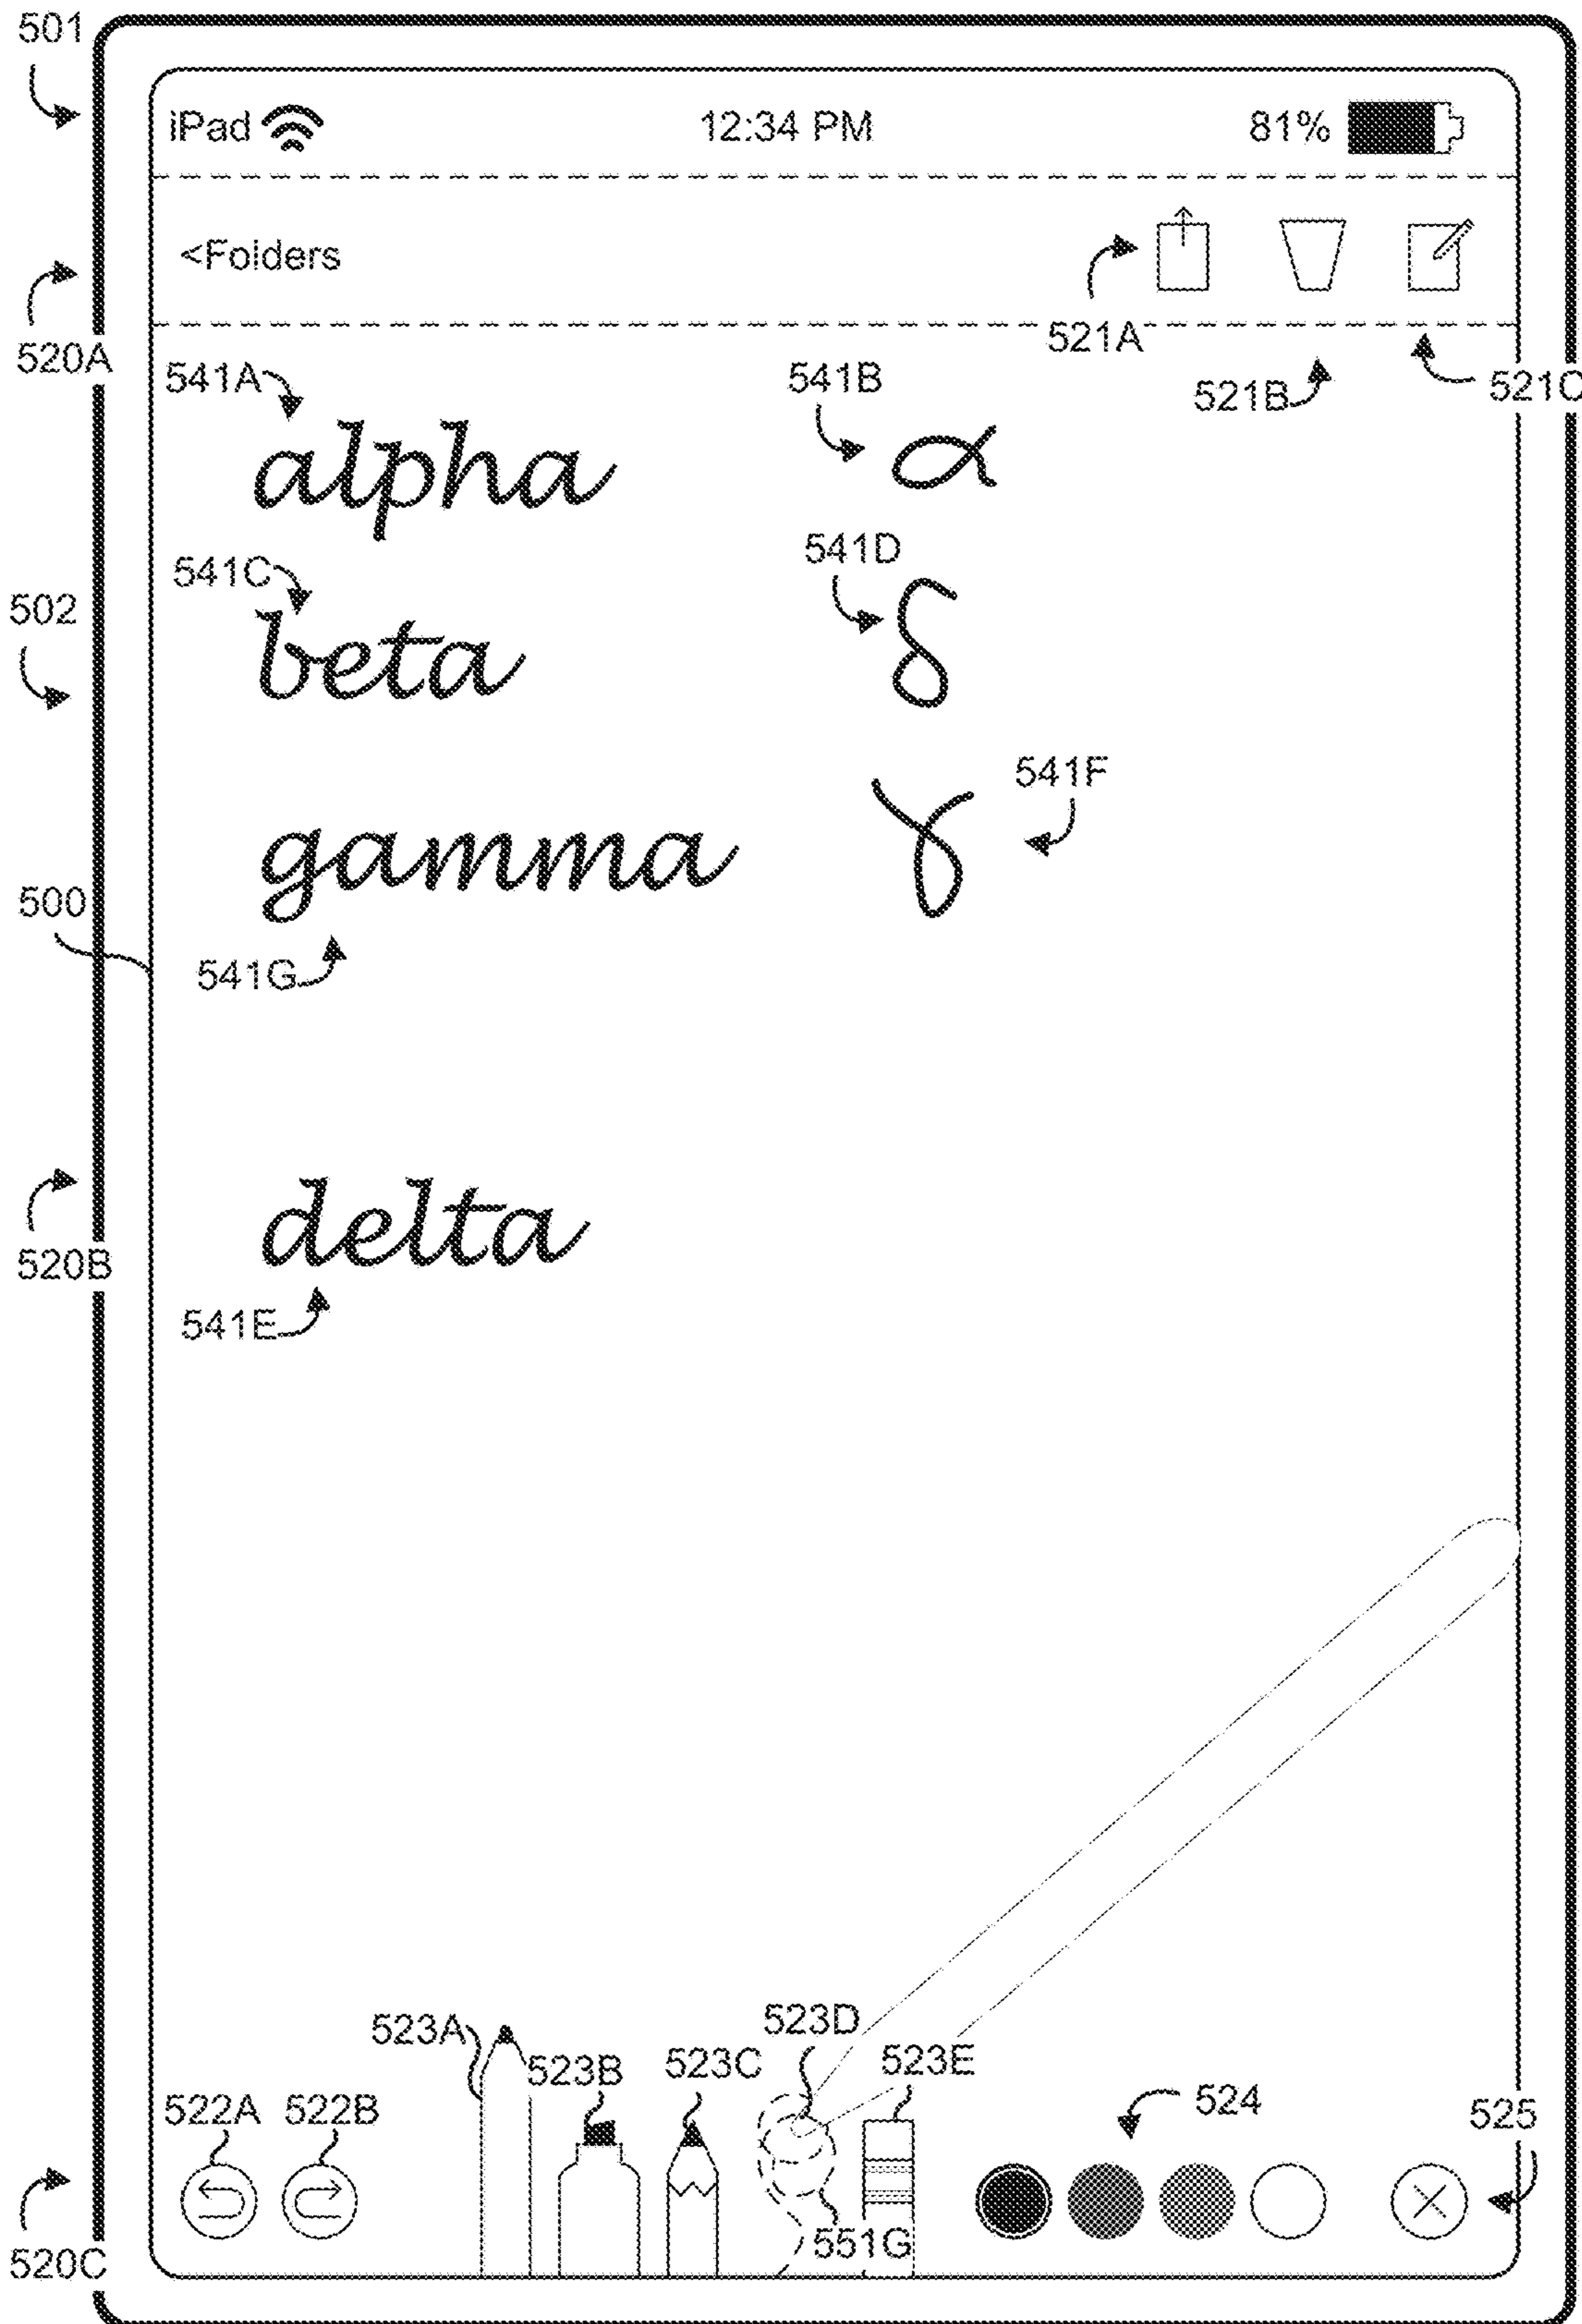 501
iPad 12:34 PM 81%
<Folders
520A
521A
521B
521C
541A
541B
alpha α
541C
541D
beta δ
502
541F
gamma γ
500
541G
520B
delta
541E
523A
523B
523C
523D
523E
522A 522B
524
525
551G
520C